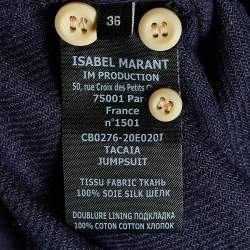 36
ISABEL MARANT
IM PRODUCTION
50, rue Croix des Petits C
75001 Par
France
n°1501
CB0276-20E020J
TACAIA
JUMPSUIT
TISSU FABRIC ТКАНЬ
100% SOIE SILK ШЁЛК
DOUBLURE LINING ПОДКЛАДКА
100% COTON COTTON ХЛОПОК